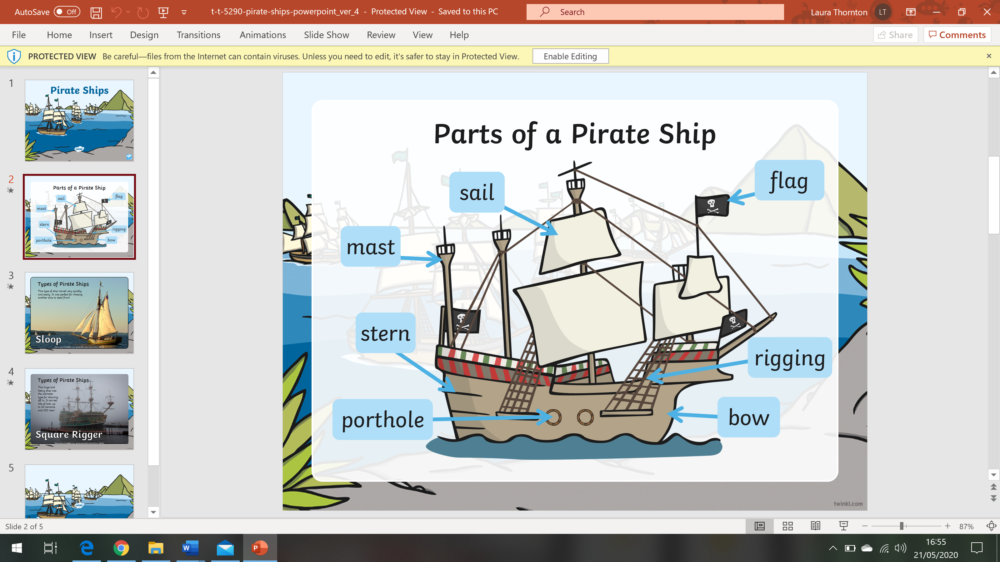 AutoSave Off
t-t-5290-pirate-ships-powerpoint_ver_4 - Protected View - Saved to this PC
Search
Laura Thornton LT
File Home Insert Design Transitions Animations Slide Show Review View Help
Share Comments
PROTECTED VIEW Be careful—files from the Internet can contain viruses. Unless you need to edit, it's safer to stay in Protected View. Enable Editing
1
Pirate Ships
twinkl
2
Parts of a Pirate Ship
sail
flag
mast
stern
rigging
porthole
bow
3
Types of Pirate Ships
This type of ship moved very quickly
and easily. It was perfect for chasing
another ship to steal from!
Sloop
4
Types of Pirate Ships
This huge and
heavy ship was
the ultimate
type for showing
off in. It carried
lots of loot, up
to 20 cannons
and 200 men!
Square Rigger
5
twinkl
Parts of a Pirate Ship
sail
flag
mast
stern
rigging
porthole
bow
twinkl.com
Slide 2 of 5
87%
16:55
21/05/2020